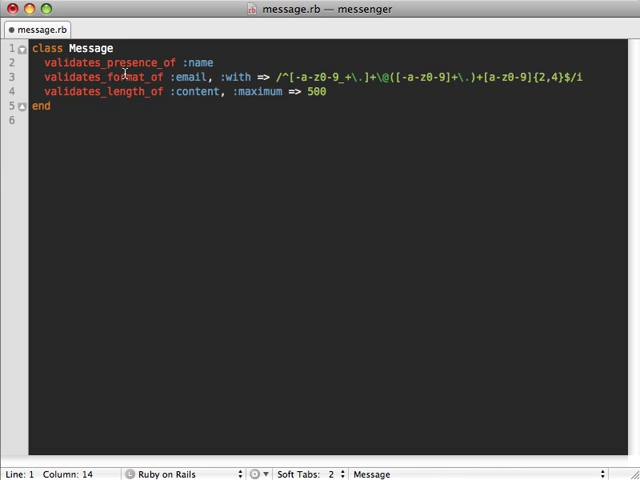 message.rb — messenger
message.rb
1 class Message
2 validates_presence_of :name
3 validates_format_of :email, :with => /^[-a-z0-9_+\.]+\@([-a-z0-9]+\.)+[a-z0-9]{2,4}$/i
4 validates_length_of :content, :maximum => 500
5 end
6
Line: 1 Column: 14 L Ruby on Rails Soft Tabs: 2 Message